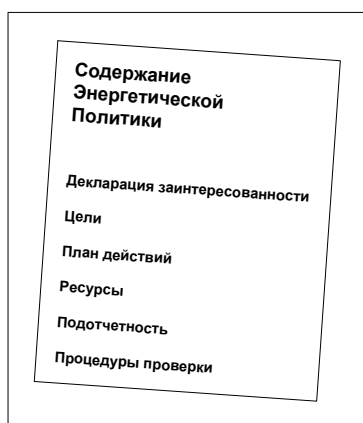 Содержание
Энергетической
Политики
Декларация заинтересованности
Цели
План действий
Ресурсы
Подотчетность
Процедуры проверки